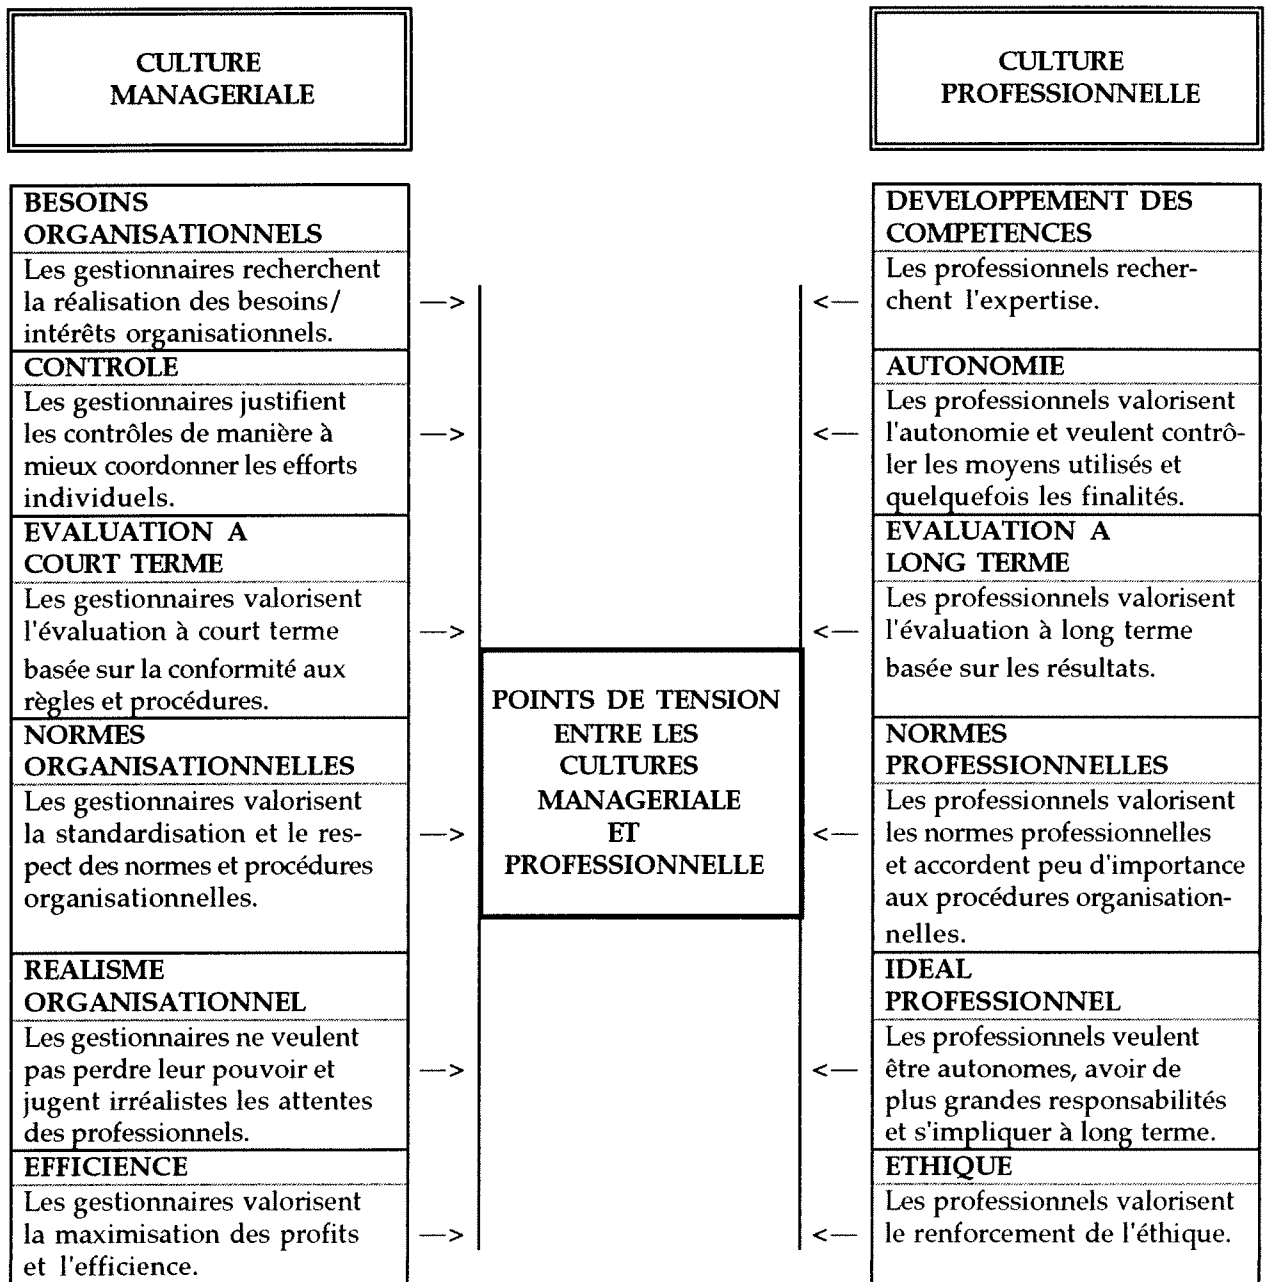 CULTURE
MANAGERIALE
CULTURE
PROFESSIONNELLE
BESOINS
ORGANISATIONNELS
Les gestionnaires recherchent
la réalisation des besoins/
intérêts organisationnels.
—>
<—
DEVELOPPEMENT DES
COMPETENCES
Les professionnels recher-
chent l'expertise.
CONTROLE
Les gestionnaires justifient
les contrôles de manière à
mieux coordonner les efforts
individuels.
—>
<—
AUTONOMIE
Les professionnels valorisent
l'autonomie et veulent contrô-
ler les moyens utilisés et
quelquefois les finalités.
EVALUATION A
COURT TERME
Les gestionnaires valorisent
l'évaluation à court terme
basée sur la conformité aux
règles et procédures.
—>
<—
EVALUATION A
LONG TERME
Les professionnels valorisent
l'évaluation à long terme
basée sur les résultats.
POINTS DE TENSION
ENTRE LES
CULTURES
MANAGERIALE
ET
PROFESSIONNELLE
NORMES
ORGANISATIONNELLES
Les gestionnaires valorisent
la standardisation et le res-
pect des normes et procédures
organisationnelles.
—>
<—
NORMES
PROFESSIONNELLES
Les professionnels valorisent
les normes professionnelles
et accordent peu d'importance
aux procédures organisation-
nelles.
REALISME
ORGANISATIONNEL
Les gestionnaires ne veulent
pas perdre leur pouvoir et
jugent irréalistes les attentes
des professionnels.
—>
<—
IDEAL
PROFESSIONNEL
Les professionnels veulent
être autonomes, avoir de
plus grandes responsabilités
et s'impliquer à long terme.
EFFICIENCE
Les gestionnaires valorisent
la maximisation des profits
et l'efficience.
—>
<—
ETHIQUE
Les professionnels valorisent
le renforcement de l'éthique.